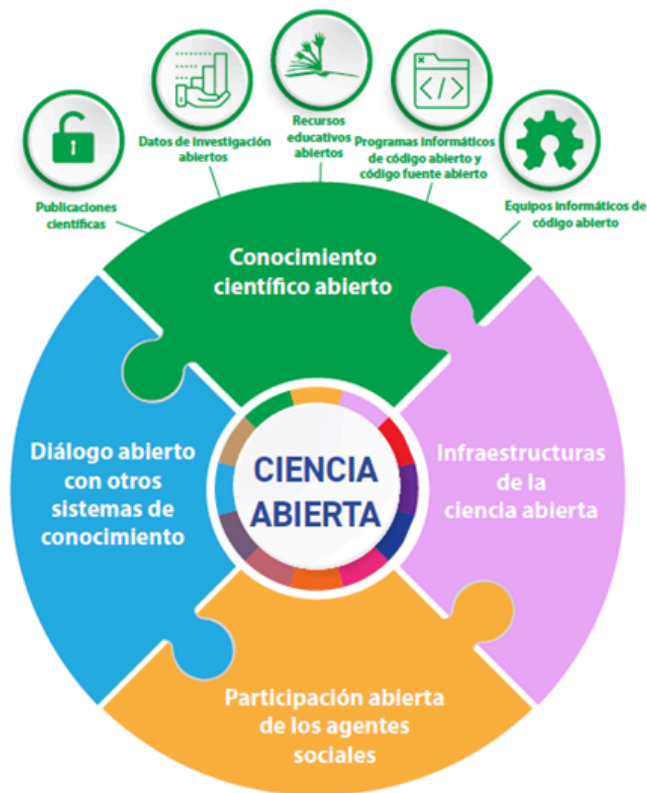 Publicaciones
científicas
Datos de investigación
abiertos
Recursos
educativos
abiertos
</>
Programas informáticos
de código abierto y
código fuente abierto
Equipos informáticos de
código abierto
Conocimiento
científico abierto
Diálogo abierto
con otros
sistemas de
conocimiento
CIENCIA
ABIERTA
Infraestructuras
de la
ciencia abierta
Participación abierta
de los agentes
sociales